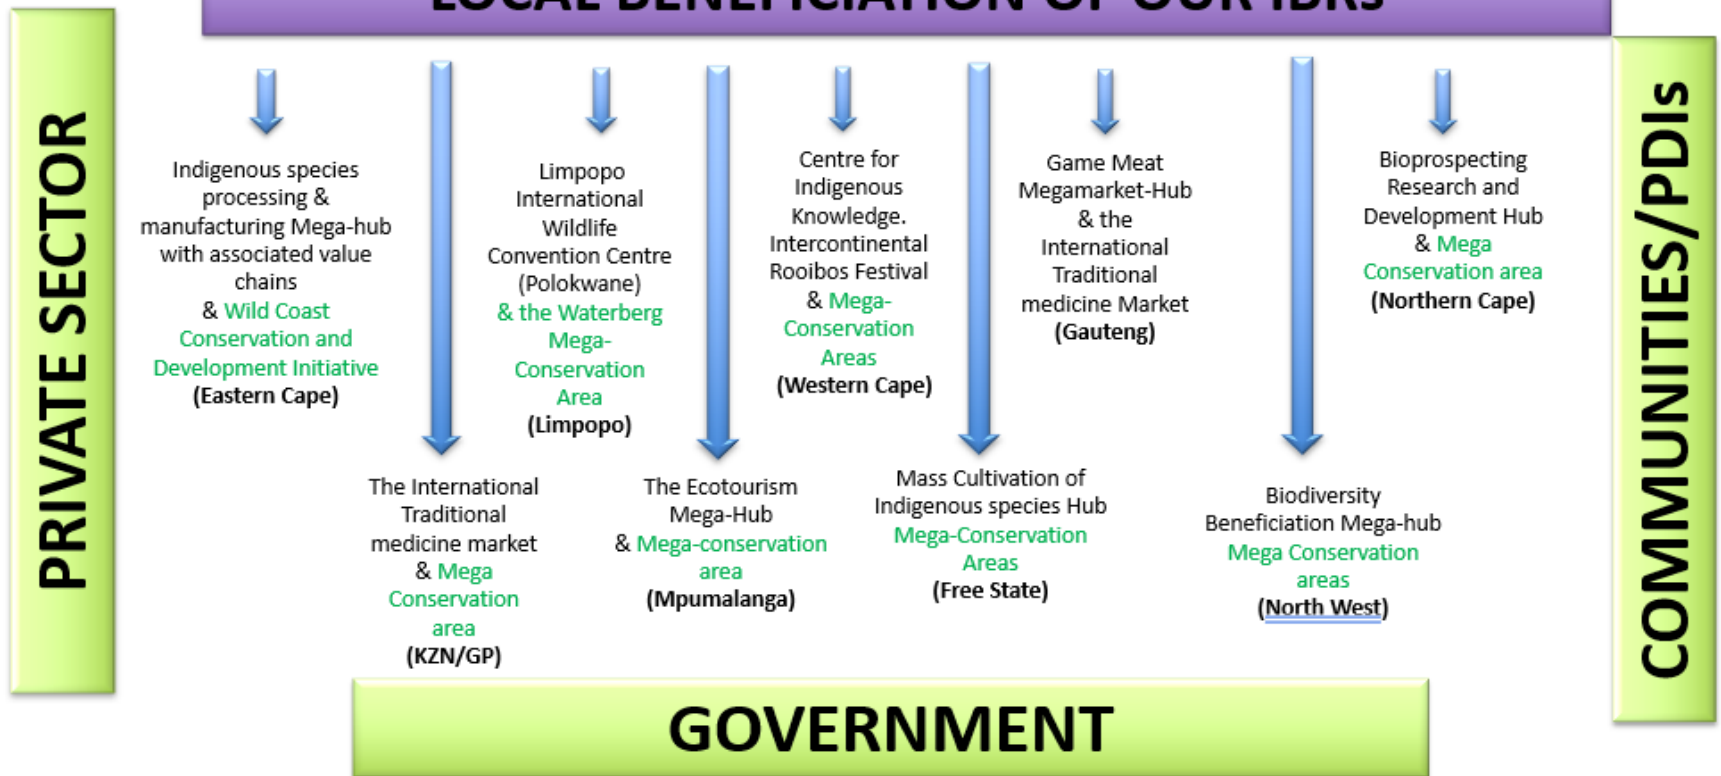 LOCAL BENEFICIATION OF OUR IBRs
PRIVATE SECTOR
Indigenous species
processing &
manufacturing Mega-hub
with associated value
chains
& Wild Coast
Conservation and
Development Initiative
(Eastern Cape)
The International
Traditional
medicine market
& Mega
Conservation
area
(KZN/GP)
Limpopo
International
Wildlife
Convention Centre
(Polokwane)
& the Waterberg
Mega-
Conservation
Area
(Limpopo)
The Ecotourism
Mega-Hub
& Mega-conservation
area
(Mpumalanga)
Centre for
Indigenous
Knowledge.
Intercontinental
Rooibos Festival
& Mega-
Conservation
Areas
(Western Cape)
Mass Cultivation of
Indigenous species Hub
Mega-Conservation
Areas
(Free State)
Game Meat
Megamarket-Hub
& the
International
Traditional
medicine Market
(Gauteng)
Biodiversity
Beneficiation Mega-hub
Mega Conservation
areas
(North West)
Bioprospecting
Research and
Development Hub
& Mega
Conservation area
(Northern Cape)
COMMUNITIES/PDIs
GOVERNMENT